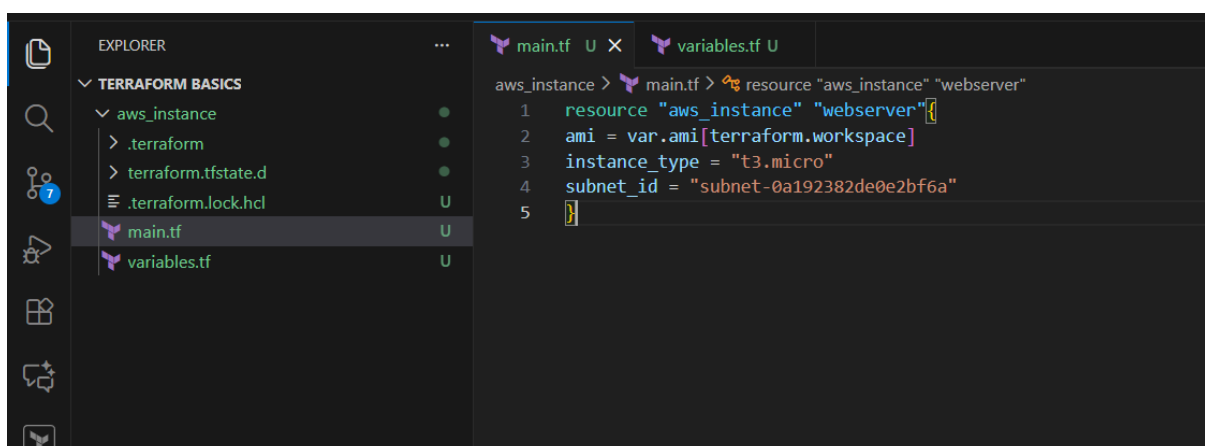 EXPLORER
...
TERRAFORM BASICS
aws_instance
.terraform
terraform.tfstate.d
.terraform.lock.hcl U
main.tf U
variables.tf U
7
main.tf U
variables.tf U
aws_instance > main.tf > resource "aws_instance" "webserver"
1 resource "aws_instance" "webserver"{
2 ami = var.ami[terraform.workspace]
3 instance_type = "t3.micro"
4 subnet_id = "subnet-0a192382de0e2bf6a"
5 }